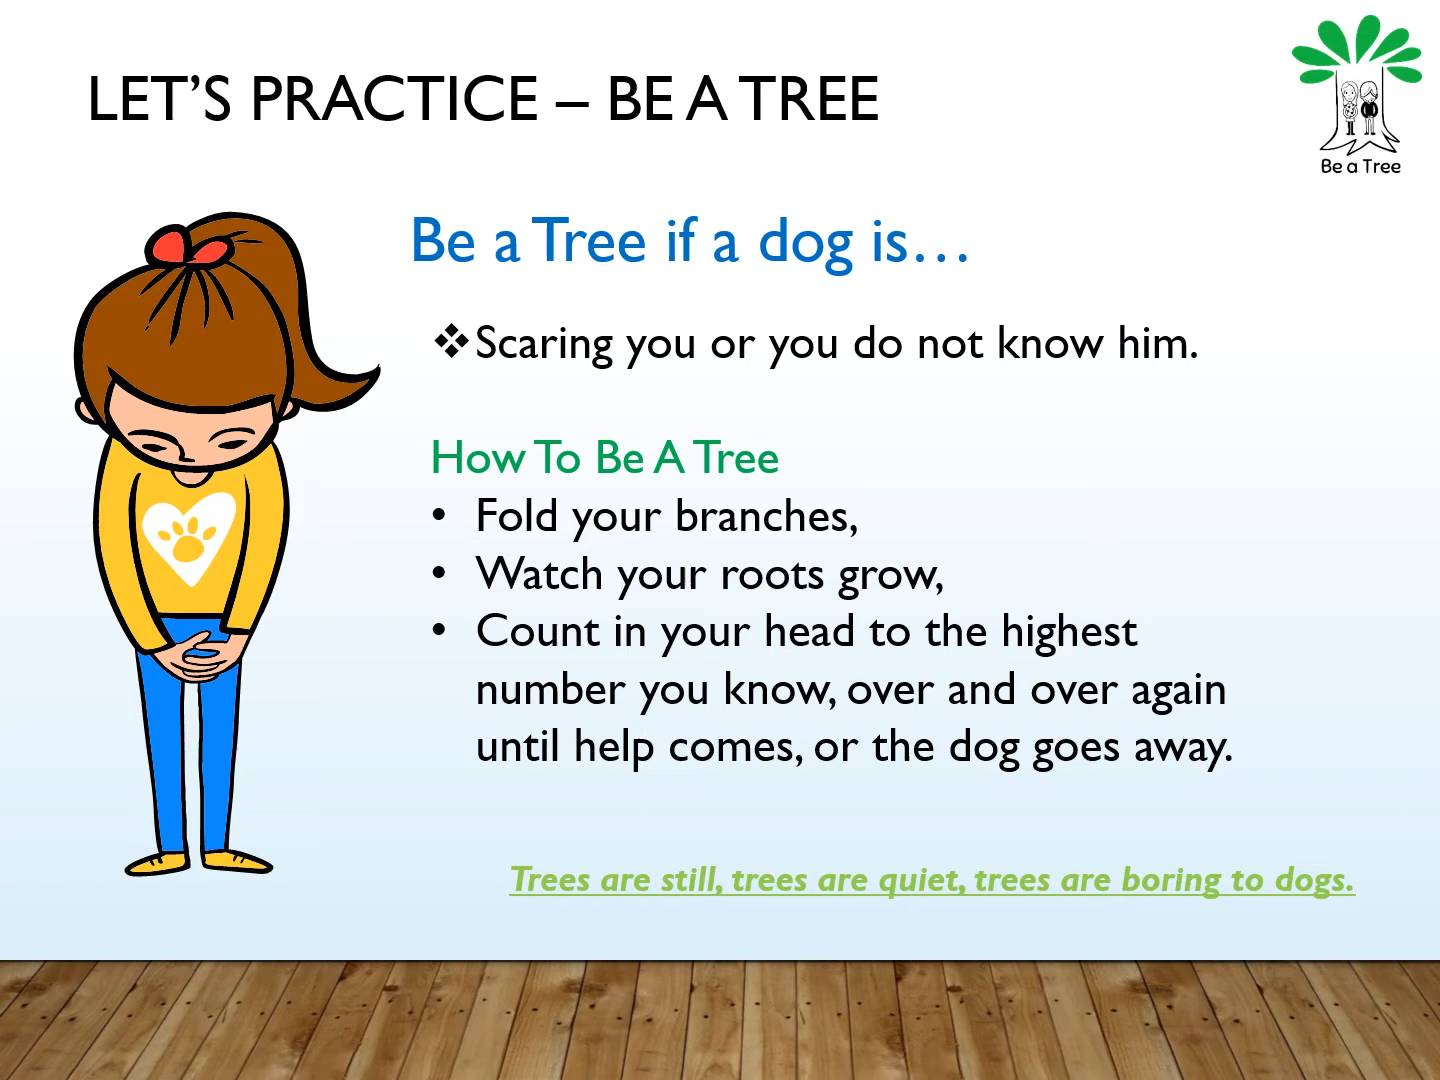 LET’S PRACTICE – BE A TREE
Be a Tree
Be a Tree if a dog is…
❖Scaring you or you do not know him.
How To Be A Tree
• Fold your branches,
• Watch your roots grow,
• Count in your head to the highest
number you know, over and over again
until help comes, or the dog goes away.
Trees are still, trees are quiet, trees are boring to dogs.